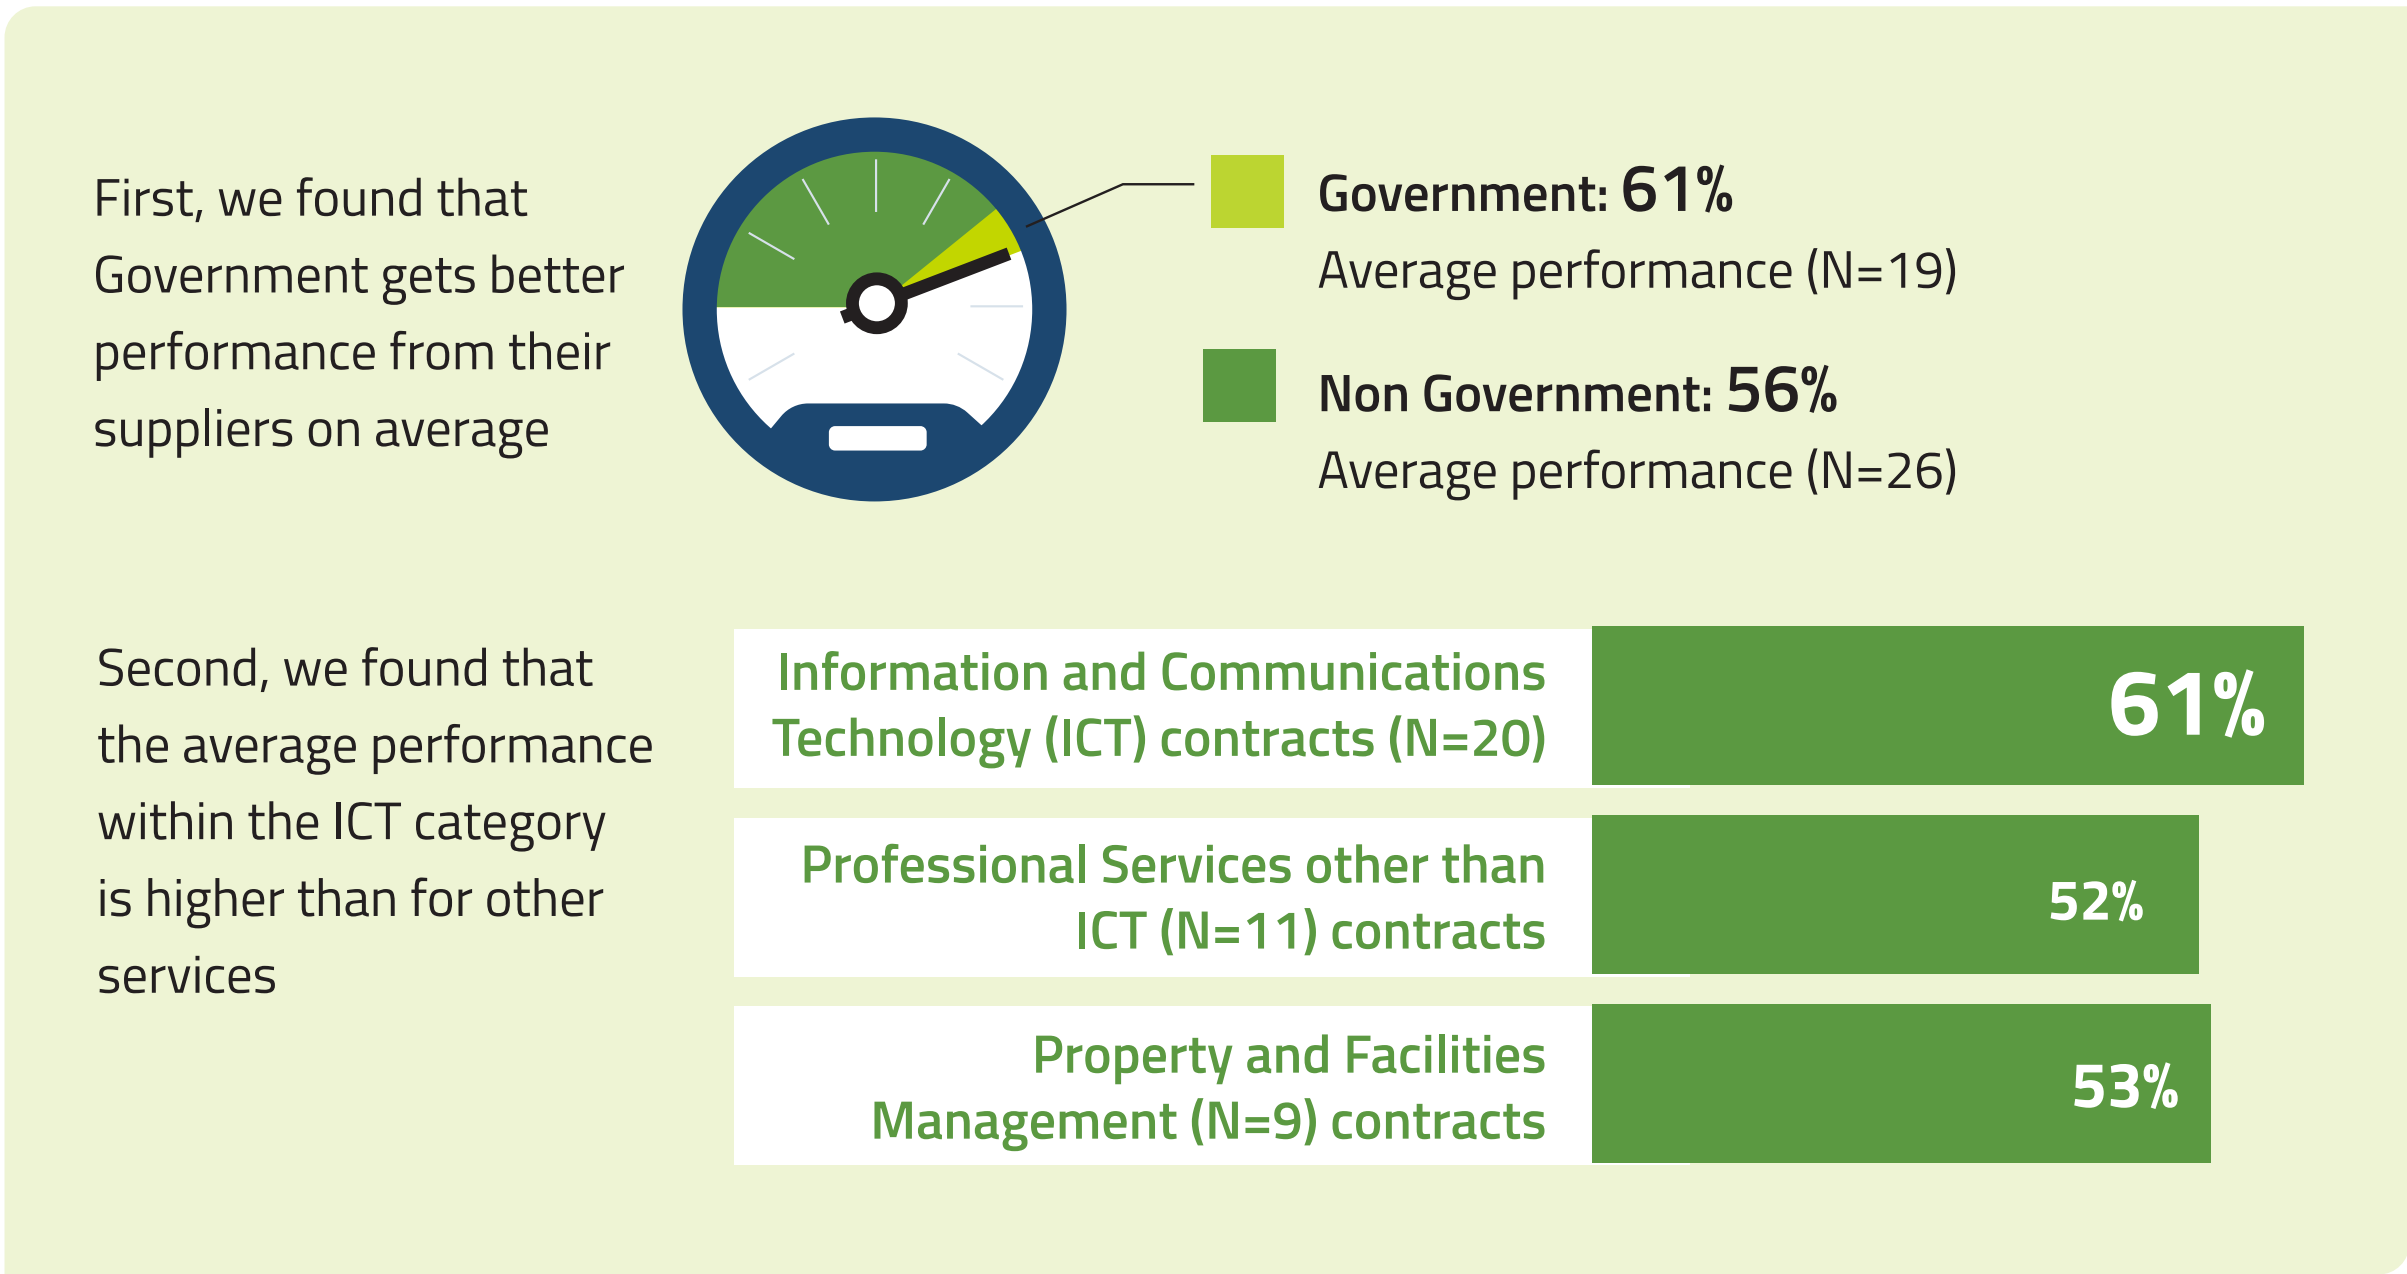 First, we found that
Government gets better
performance from their
suppliers on average
Government: 61%
Average performance (N=19)
Non Government: 56%
Average performance (N=26)
Second, we found that
the average performance
within the ICT category
is higher than for other
services
Information and Communications
Technology (ICT) contracts (N=20)
61%
Professional Services other than
ICT (N=11) contracts
52%
Property and Facilities
Management (N=9) contracts
53%